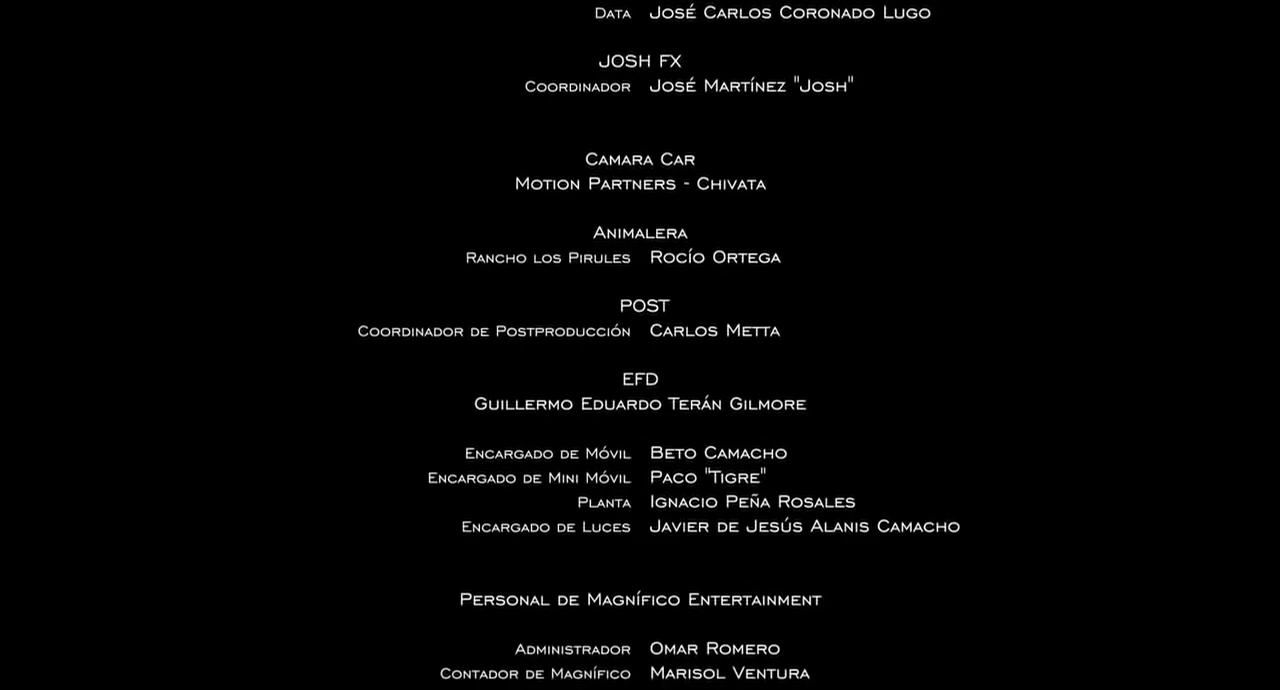 Data José Carlos Coronado Lugo
JOSH FX
Coordinador José Martínez "Josh"
Camara Car
Motion Partners - Chivata
Animalera
Rancho los Pirules Rocío Ortega
POST
Coordinador de Postproducción Carlos Metta
EFD
Guillermo Eduardo Terán Gilmore
Encargado de Móvil Beto Camacho
Encargado de Mini Móvil Paco "Tigre"
Planta Ignacio Peña Rosales
Encargado de Luces Javier de Jesús Alanis Camacho
Personal de Magnífico Entertainment
Administrador Omar Romero
Contador de Magnífico Marisol Ventura